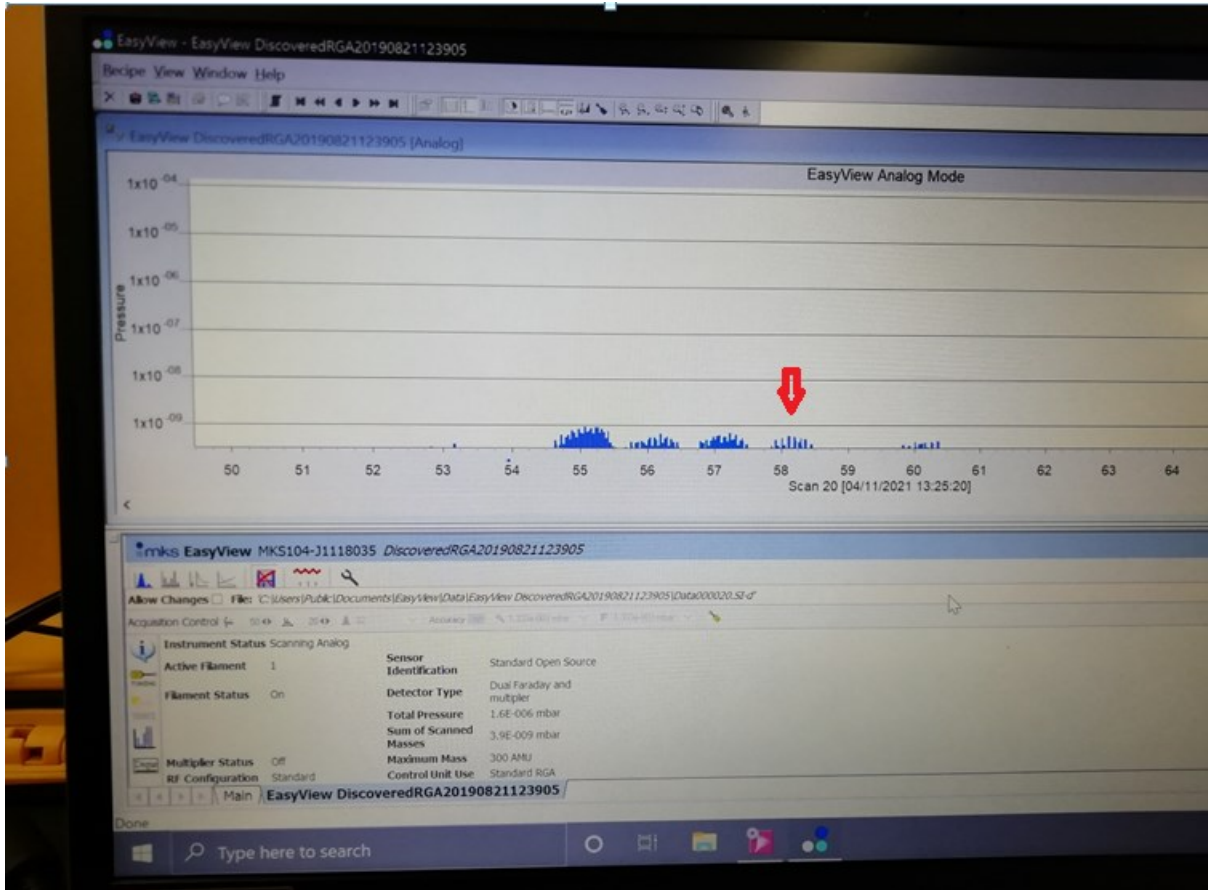 EasyView - EasyView DiscoveredRGA20190821123905
Recipe View Window Help
EasyView DiscoveredRGA20190821123905 [Analog]
EasyView Analog Mode
1x10 -04
1x10 -05
1x10 -06
1x10 -07
1x10 -08
1x10 -09
Pressure
50 51 52 53 54 55 56 57 58 59 60 61 62 63 64
Scan 20 [04/11/2021 13:25:20]
mks EasyView MKS104-J1118035 DiscoveredRGA20190821123905
Allow Changes File: 'C:\Users\Public\Documents\EasyView\Data\EasyView DiscoveredRGA20190821123905\Data000020.SI-d'
Acquisition Control 50 20 Accuracy
Instrument Status Scanning Analog
Active Filament 1 Sensor Identification Standard Open Source
Filament Status On Detector Type Dual Faraday and multipler
Total Pressure 1.6E-006 mbar
Sum of Scanned Masses 3.9E-009 mbar
Multiplier Status Off Maximum Mass 300 AMU
RF Configuration Standard Control Unit Use Standard RGA
Main EasyView DiscoveredRGA20190821123905
Done
Type here to search